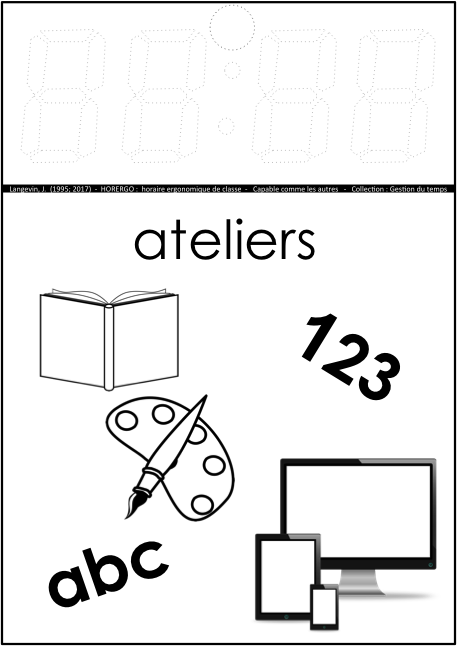 Langevin, J. (1995; 2017) - HORERGO : horaire ergonomique de classe - Capable comme les autres - Collection : Gestion du temps
ateliers
123
abc